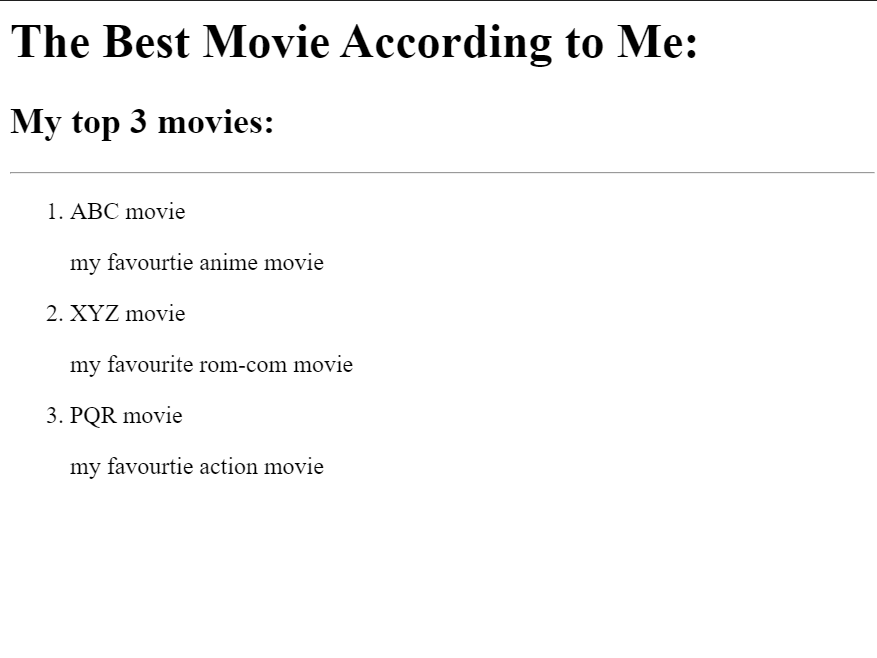 The Best Movie According to Me:
My top 3 movies:
1. ABC movie
my favourtie anime movie
2. XYZ movie
my favourite rom-com movie
3. PQR movie
my favourtie action movie